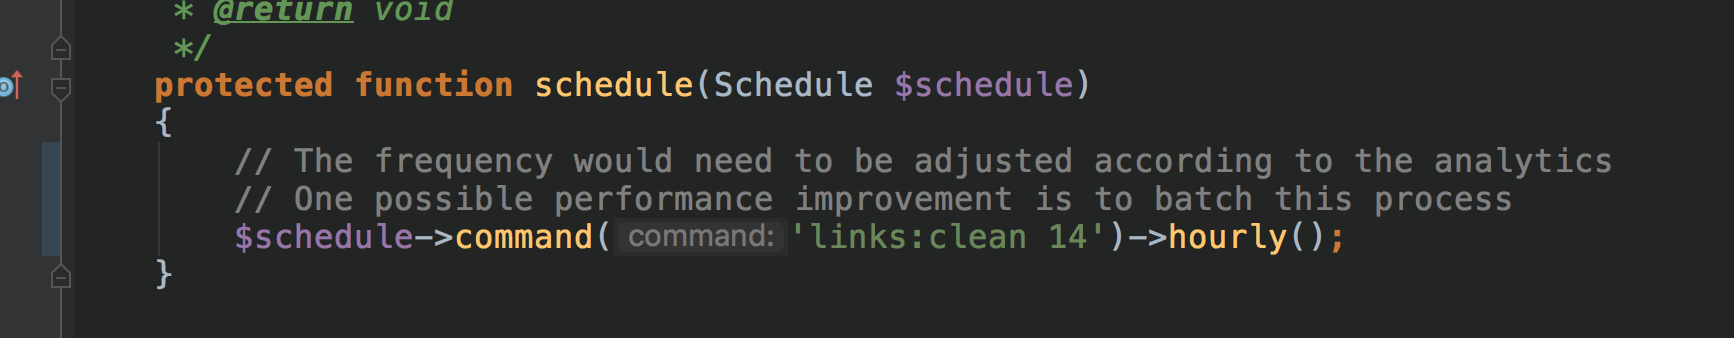 * @return void
*/
protected function schedule(Schedule $schedule)
{
// The frequency would need to be adjusted according to the analytics
// One possible performance improvement is to batch this process
$schedule->command( command: 'links:clean 14')->hourly();
}